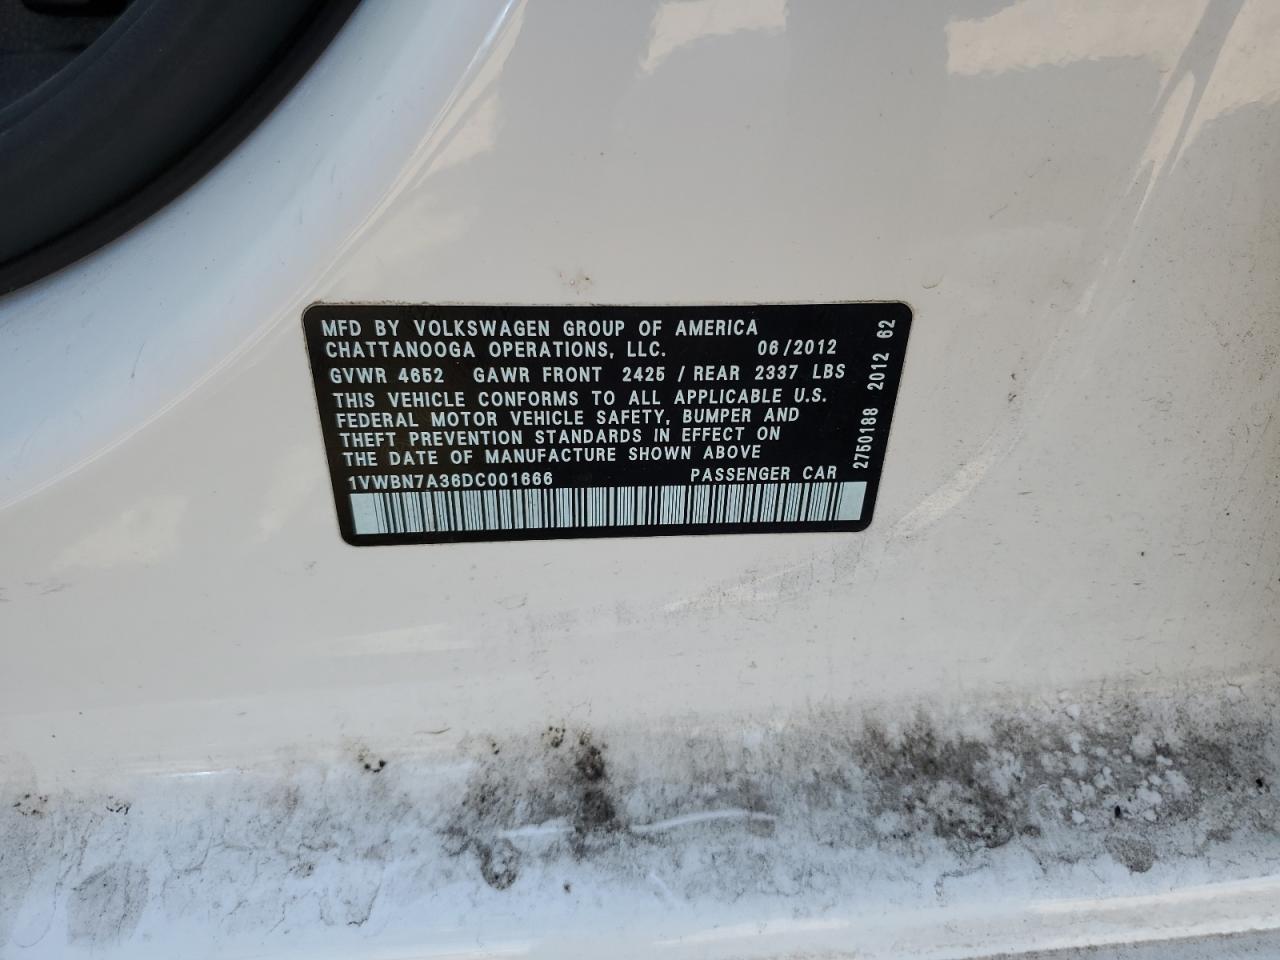 MFD BY VOLKSWAGEN GROUP OF AMERICA
CHATTANOOGA OPERATIONS, LLC. 06/2012
GVWR 4652 GAWR FRONT 2425 / REAR 2337 LBS
THIS VEHICLE CONFORMS TO ALL APPLICABLE U.S.
FEDERAL MOTOR VEHICLE SAFETY, BUMPER AND
THEFT PREVENTION STANDARDS IN EFFECT ON
THE DATE OF MANUFACTURE SHOWN ABOVE
1VWBN7A36DC001666 PASSENGER CAR
2750188 2012 62